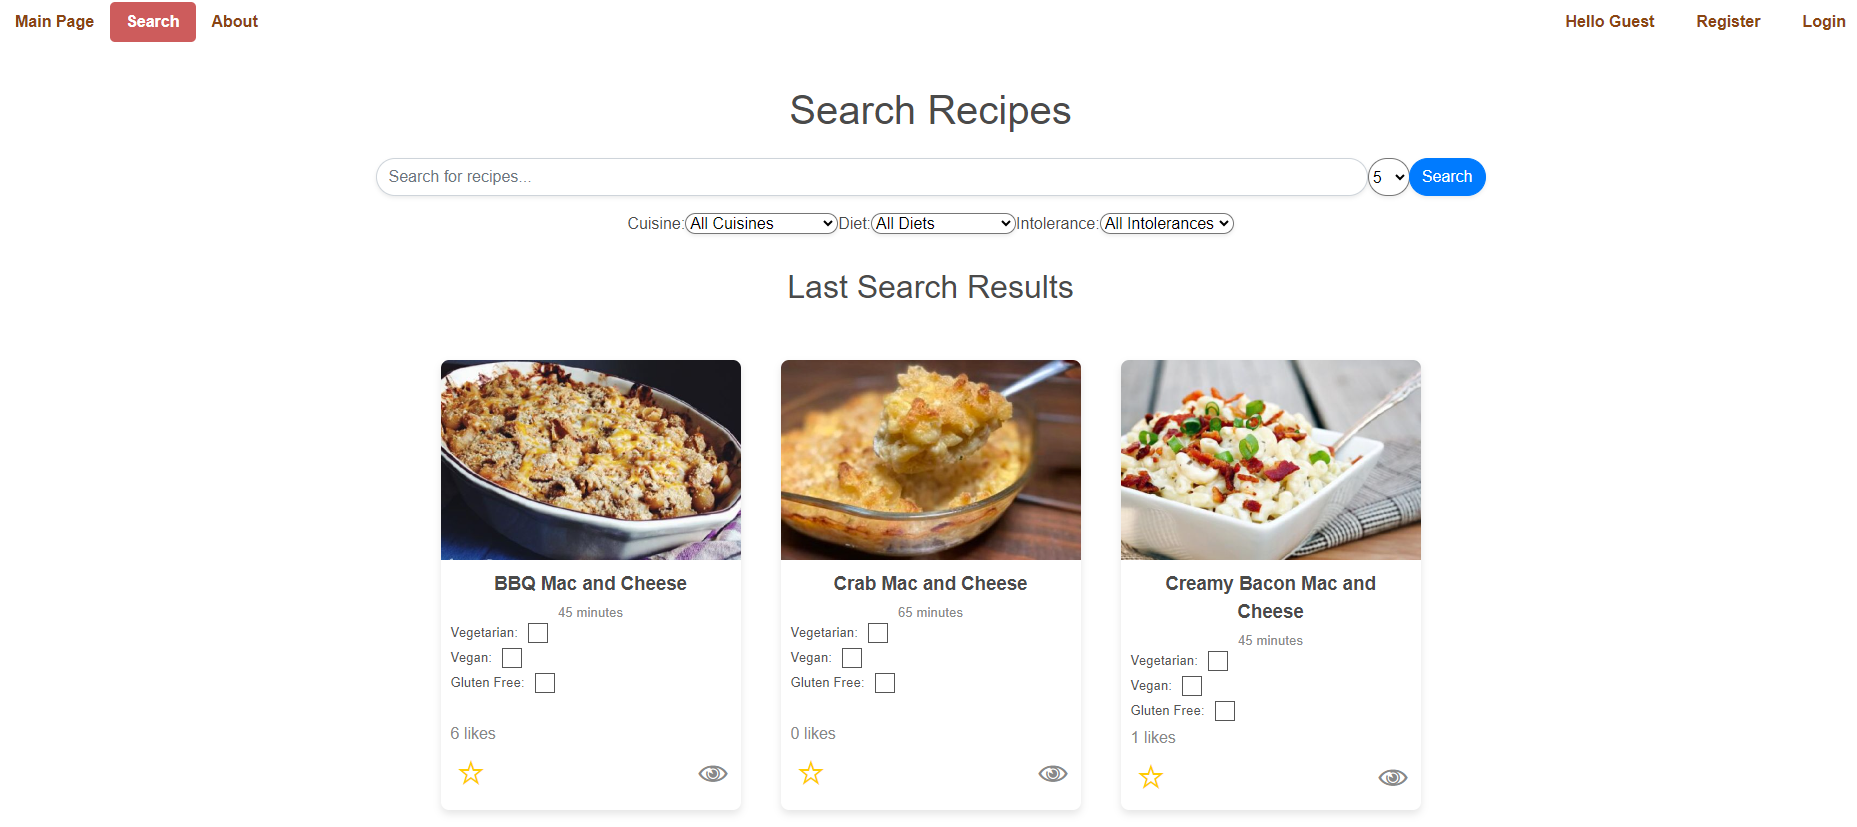 Main Page Search About Hello Guest Register Login
Search Recipes
Search for recipes... 5 Search
Cuisine: All Cuisines Diet: All Diets Intolerance: All Intolerances
Last Search Results
BBQ Mac and Cheese
45 minutes
Vegetarian:
Vegan:
Gluten Free:
6 likes
Crab Mac and Cheese
65 minutes
Vegetarian:
Vegan:
Gluten Free:
0 likes
Creamy Bacon Mac and
Cheese
45 minutes
Vegetarian:
Vegan:
Gluten Free:
1 likes